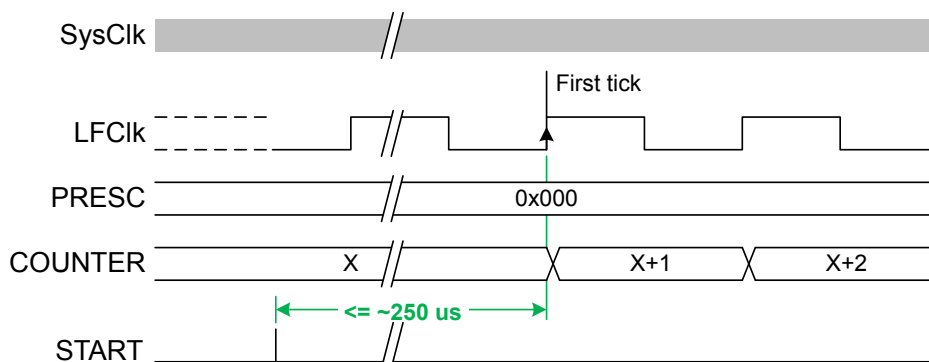 SysClk
First tick
LFClk
PRESC
0x000
COUNTER
X
X+1
X+2
<= ~250 us
START